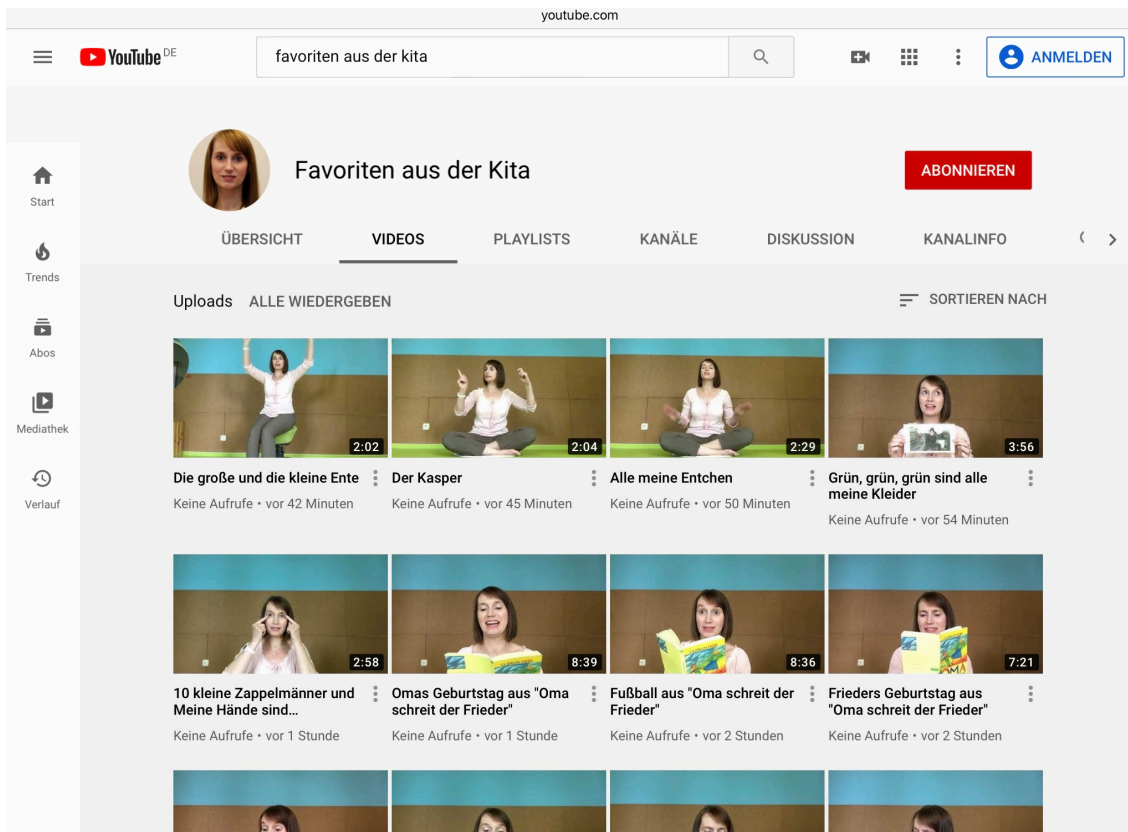 youtube.com
YouTube DE
favoriten aus der kita
ANMELDEN
Favoriten aus der Kita
ABONNIEREN
ÜBERSICHT VIDEOS PLAYLISTS KANÄLE DISKUSSION KANALINFO
Start
Trends
Abos
Mediathek
Verlauf
Uploads ALLE WIEDERGEBEN
SORTIEREN NACH
2:02
Die große und die kleine Ente
Keine Aufrufe • vor 42 Minuten
2:04
Der Kasper
Keine Aufrufe • vor 45 Minuten
2:29
Alle meine Entchen
Keine Aufrufe • vor 50 Minuten
3:56
Grün, grün, grün sind alle
meine Kleider
Keine Aufrufe • vor 54 Minuten
2:58
10 kleine Zappelmänner und
Meine Hände sind...
Keine Aufrufe • vor 1 Stunde
8:39
Omas Geburtstag aus "Oma
schreit der Frieder"
Keine Aufrufe • vor 1 Stunde
8:36
Fußball aus "Oma schreit der
Frieder"
Keine Aufrufe • vor 2 Stunden
OMA
7:21
Frieders Geburtstag aus
"Oma schreit der Frieder"
Keine Aufrufe • vor 2 Stunden